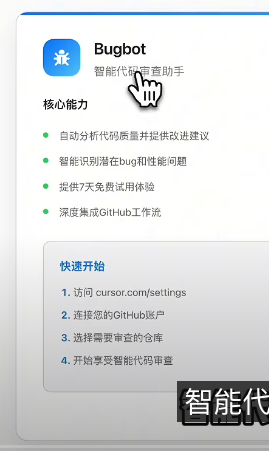 Bugbot
智能代码审查助手
核心能力
自动分析代码质量并提供改进建议
智能识别潜在bug和性能问题
提供7天免费试用体验
深度集成GitHub工作流
快速开始
1. 访问 cursor.com/settings
2. 连接您的GitHub账户
3. 选择需要审查的仓库
4. 开始享受智能代码审查
智能代